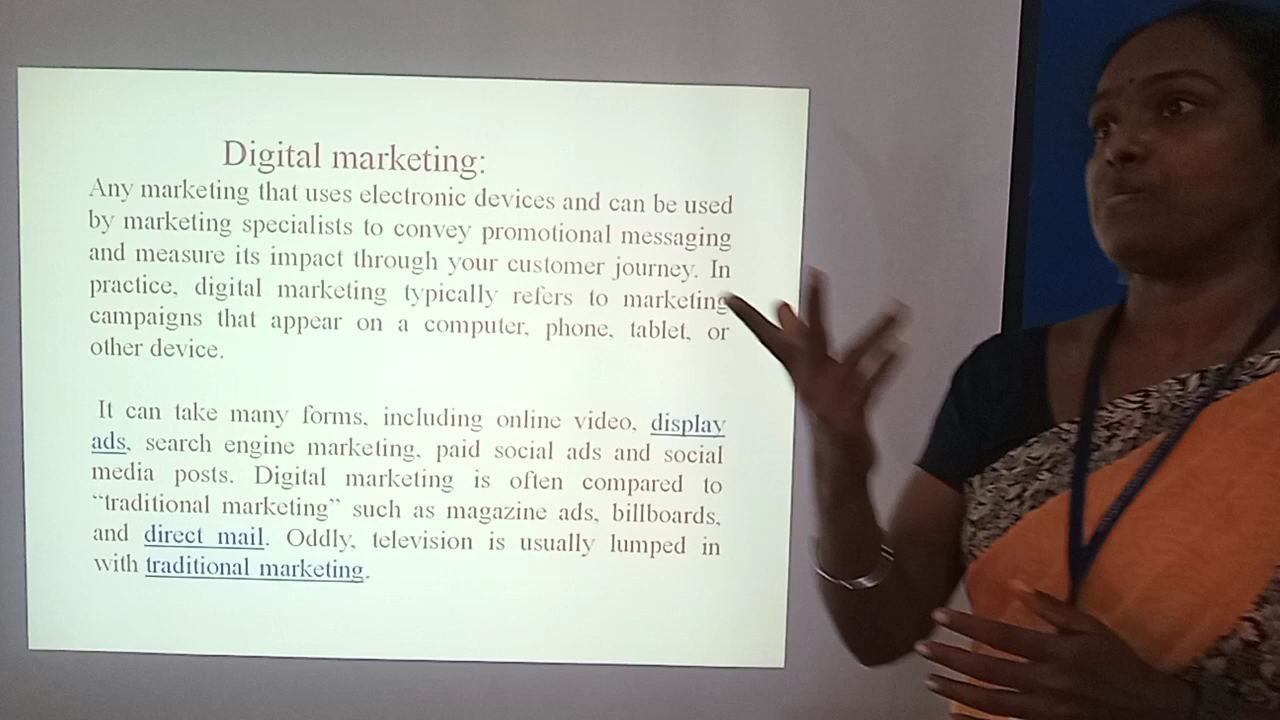 Digital marketing:
Any marketing that uses electronic devices and can be used
by marketing specialists to convey promotional messaging
and measure its impact through your customer journey. In
practice, digital marketing typically refers to marketing
campaigns that appear on a computer, phone, tablet, or
other device.
It can take many forms, including online video, display
ads, search engine marketing, paid social ads and social
media posts. Digital marketing is often compared to
“traditional marketing” such as magazine ads, billboards,
and direct mail. Oddly, television is usually lumped in
with traditional marketing.